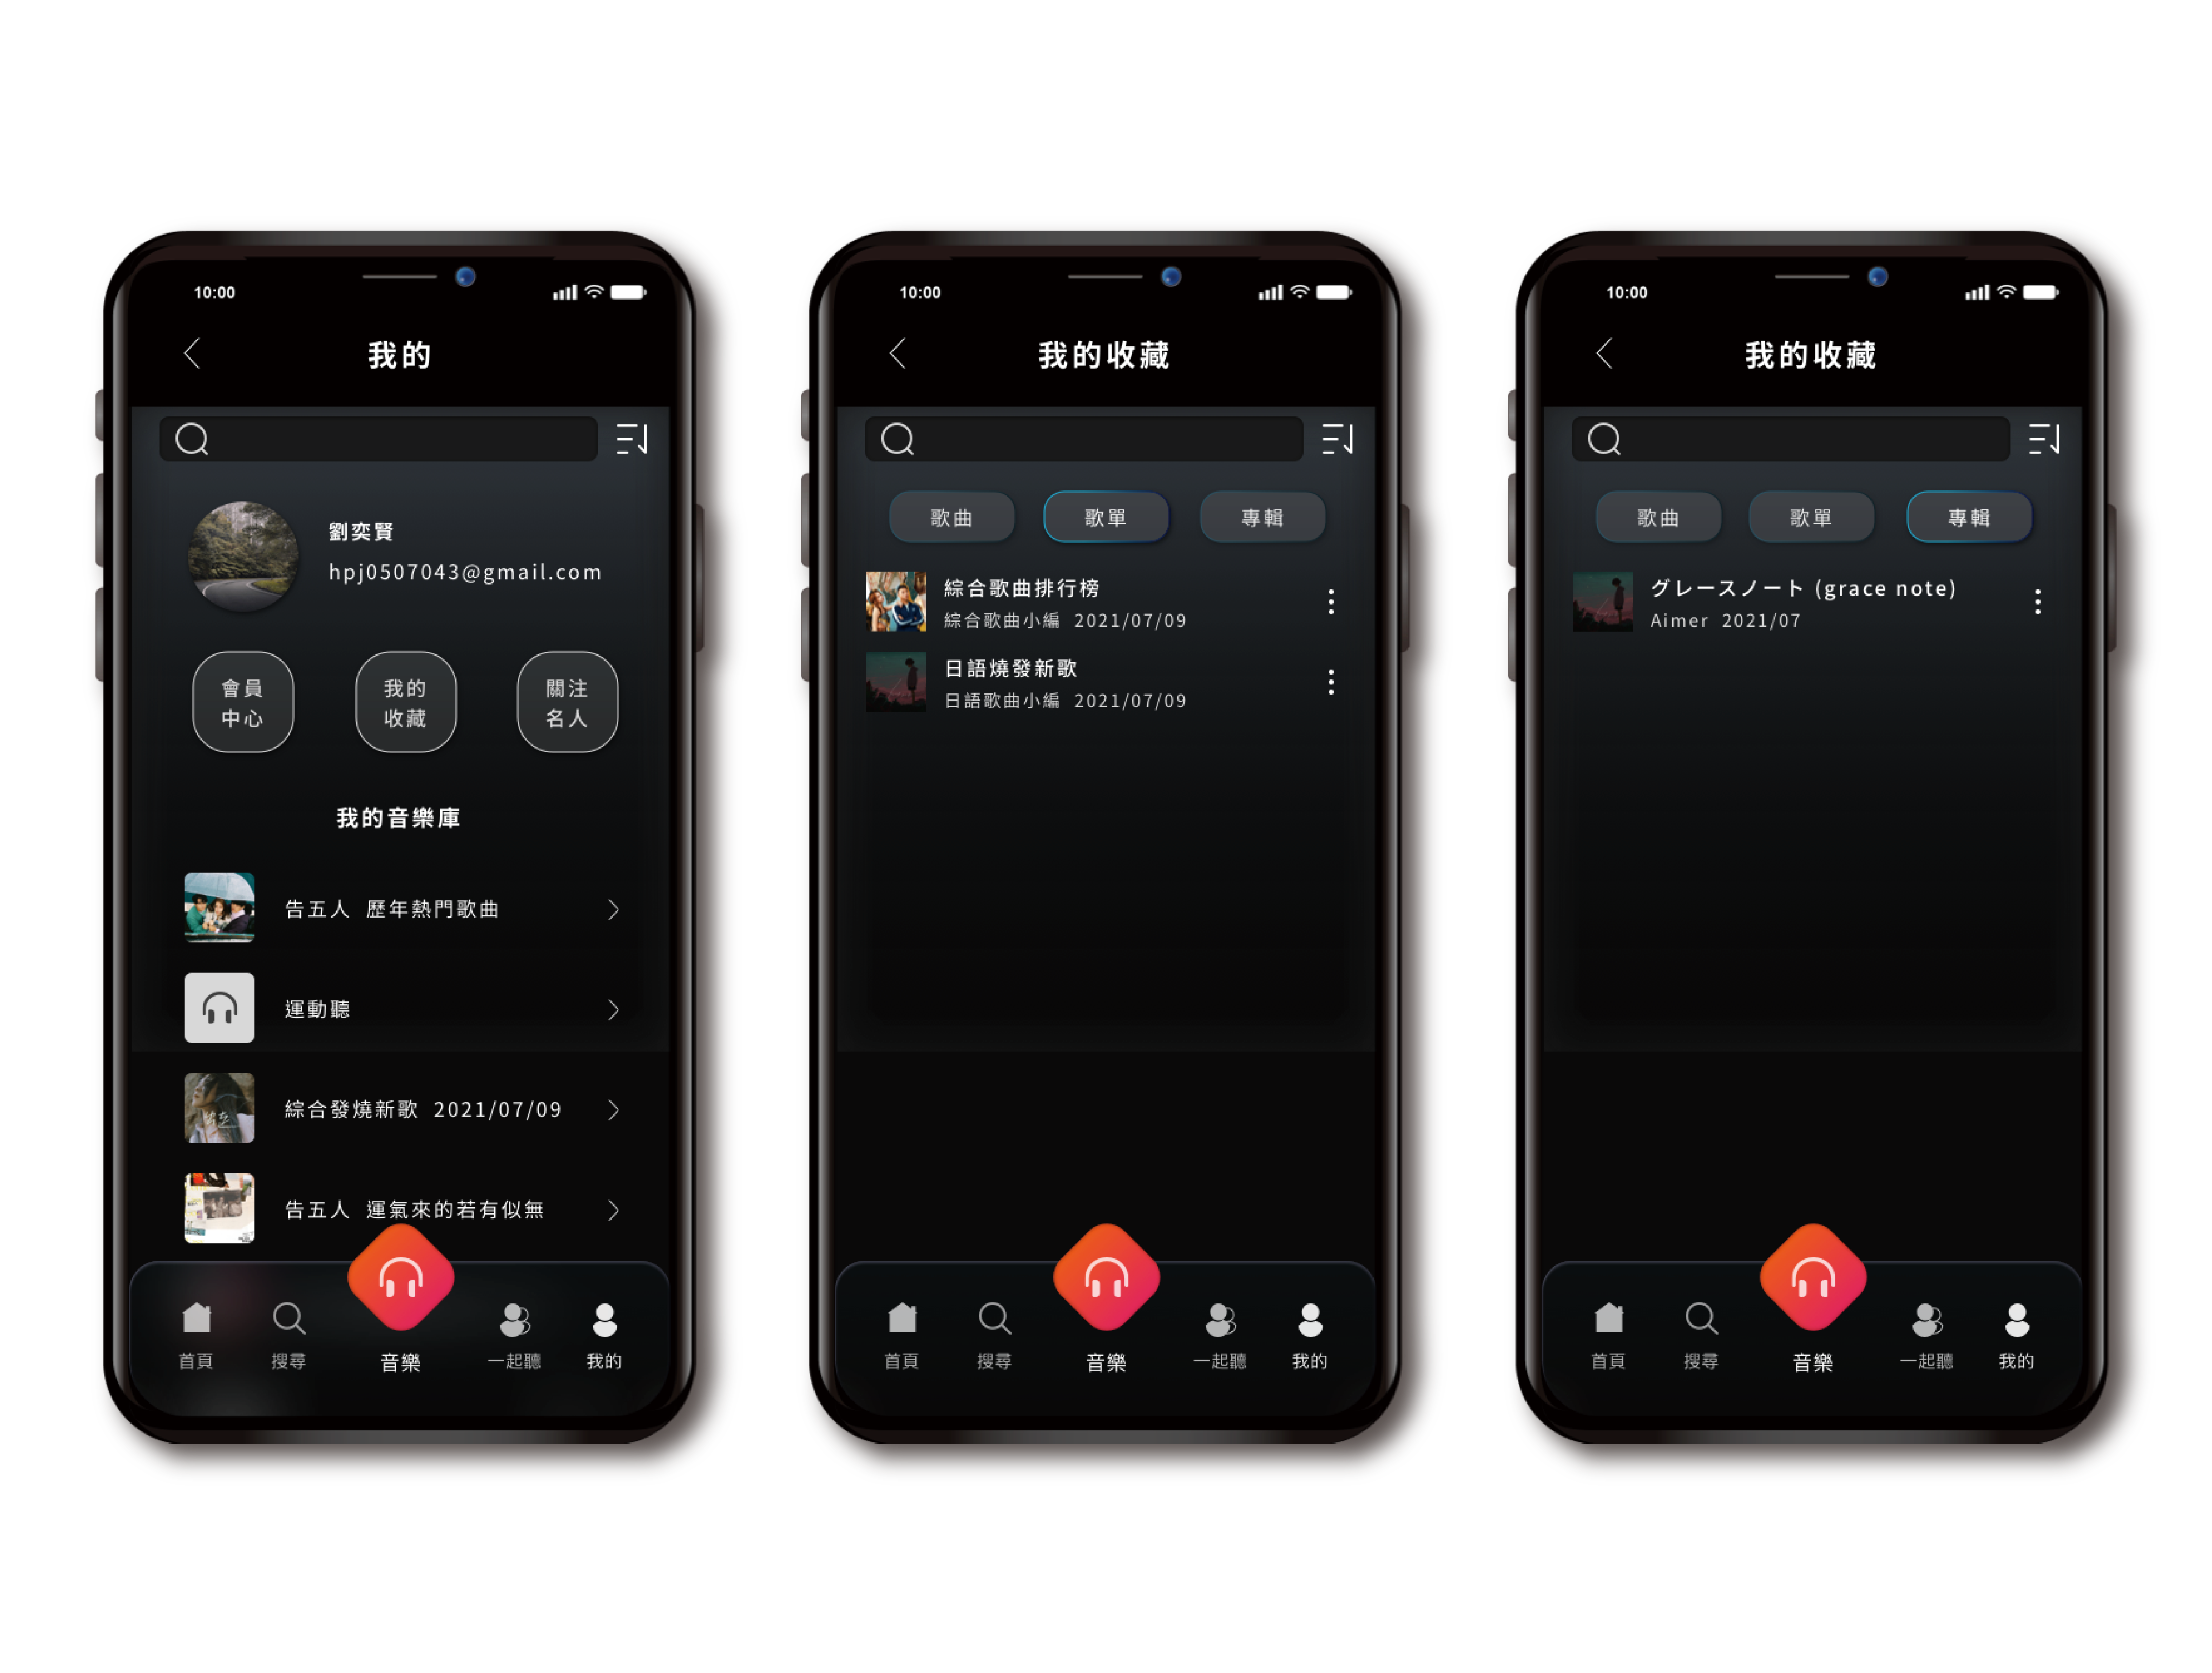 10:00
我的
劉奕賢
hpj0507043@gmail.com
會員
中心
我的
收藏
關注
名人
我的音樂庫
告五人 歷年熱門歌曲
運動聽
綜合發燒新歌 2021/07/09
告五人 運氣來的若有似無
首頁
搜尋
音樂
一起聽
我的
10:00
我的收藏
歌曲
歌單
專輯
綜合歌曲排行榜
綜合歌曲小編 2021/07/09
日語燒發新歌
日語歌曲小編 2021/07/09
首頁
搜尋
音樂
一起聽
我的
10:00
我的收藏
歌曲
歌單
專輯
グレースノート (grace note)
Aimer 2021/07
首頁
搜尋
音樂
一起聽
我的